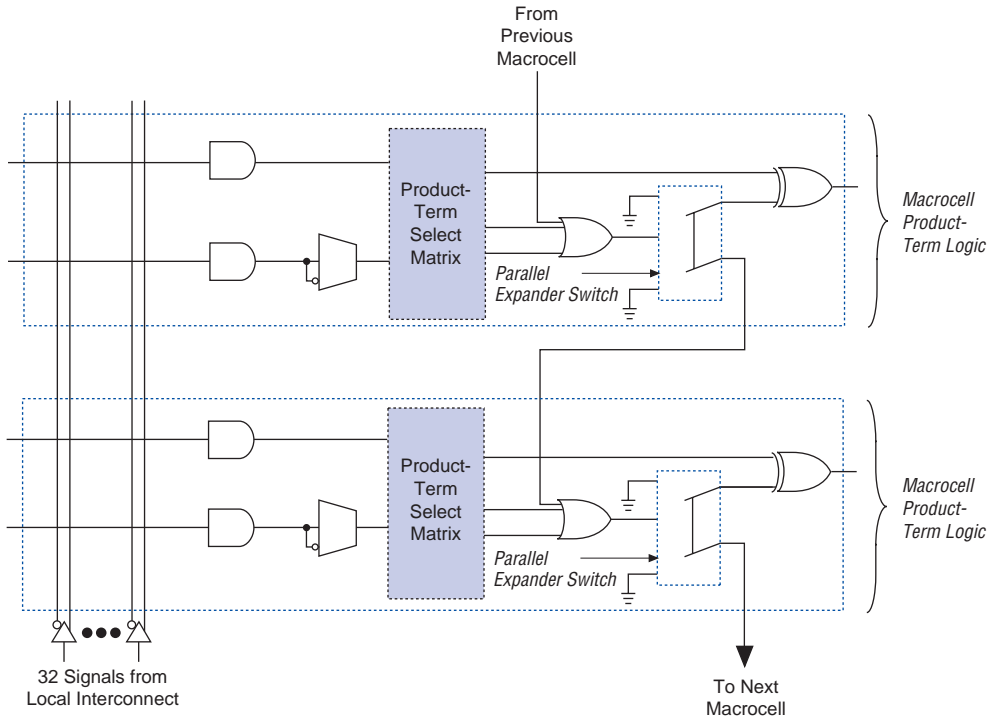 From
Previous
Macrocell
Product-
Term
Select
Matrix
Parallel
Expander Switch
Macrocell
Product-
Term Logic
Product-
Term
Select
Matrix
Parallel
Expander Switch
Macrocell
Product-
Term Logic
32 Signals from
Local Interconnect
To Next
Macrocell